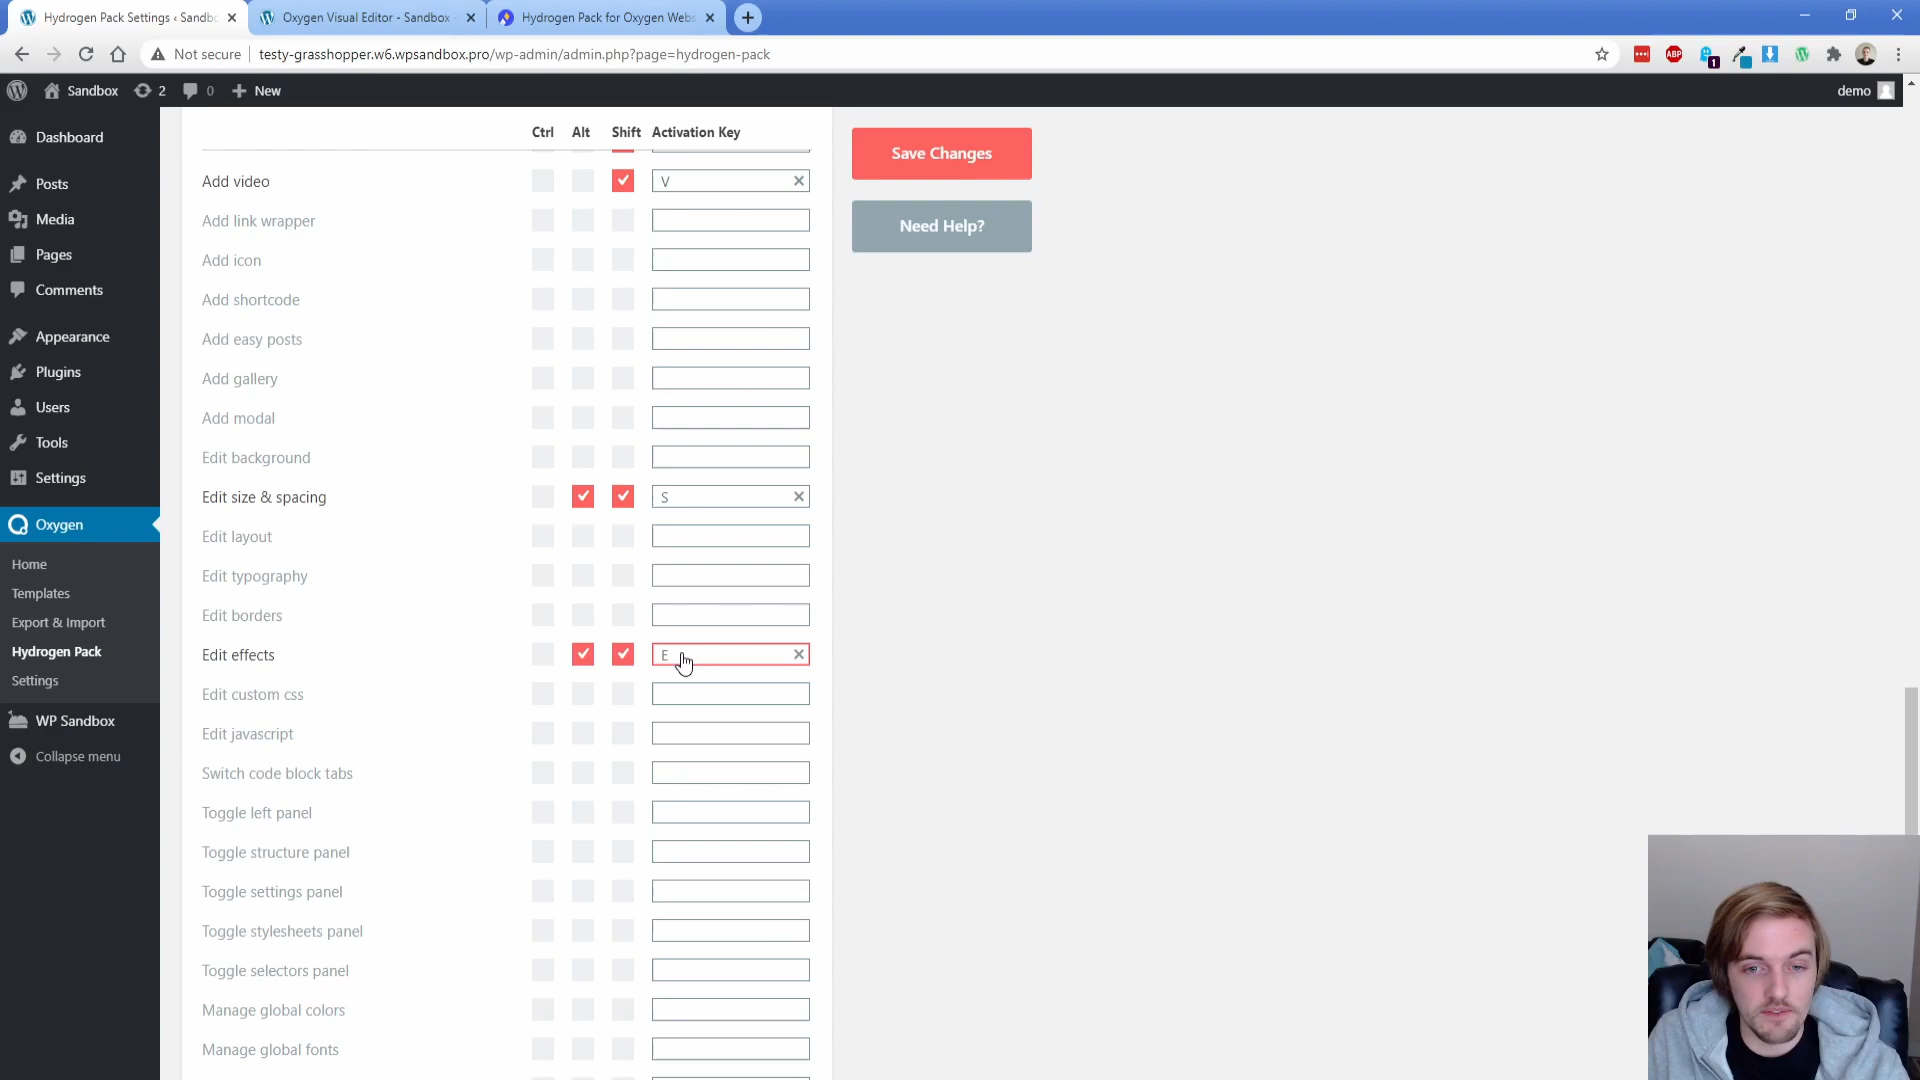 Hydrogen Pack Settings ‹ Sandbo
Oxygen Visual Editor - Sandbox -
Hydrogen Pack for Oxygen Webs
Not secure
testy-grasshopper.w6.wpsandbox.pro/wp-admin/admin.php?page=hydrogen-pack
ABP
1
Sandbox
2
0
New
demo
Dashboard
Posts
Media
Pages
Comments
Appearance
Plugins
Users
Tools
Settings
Oxygen
Home
Templates
Export & Import
Hydrogen Pack
Settings
WP Sandbox
Collapse menu
Ctrl Alt Shift Activation Key
Add video V
Add link wrapper
Add icon
Add shortcode
Add easy posts
Add gallery
Add modal
Edit background
Edit size & spacing S
Edit layout
Edit typography
Edit borders
Edit effects E
Edit custom css
Edit javascript
Switch code block tabs
Toggle left panel
Toggle structure panel
Toggle settings panel
Toggle stylesheets panel
Toggle selectors panel
Manage global colors
Manage global fonts
Save Changes
Need Help?